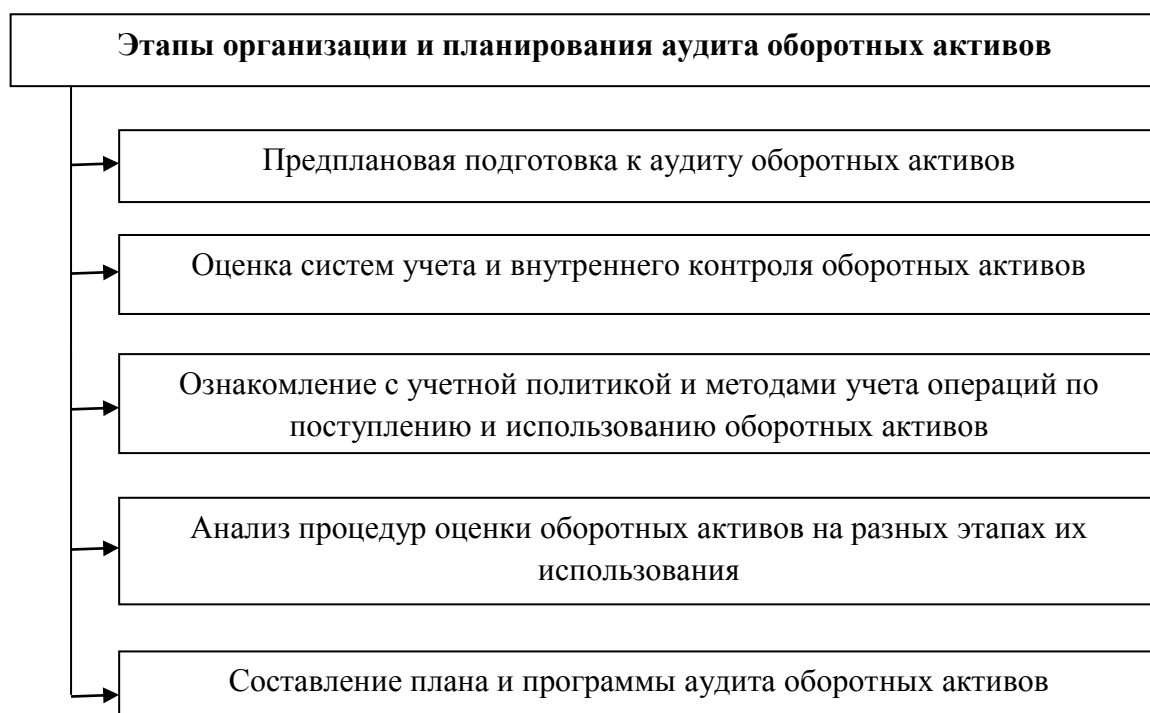 Этапы организации и планирования аудита оборотных активов
Предплановая подготовка к аудиту оборотных активов
Оценка систем учета и внутреннего контроля оборотных активов
Ознакомление с учетной политикой и методами учета операций по
поступлению и использованию оборотных активов
Анализ процедур оценки оборотных активов на разных этапах их
использования
Составление плана и программы аудита оборотных активов